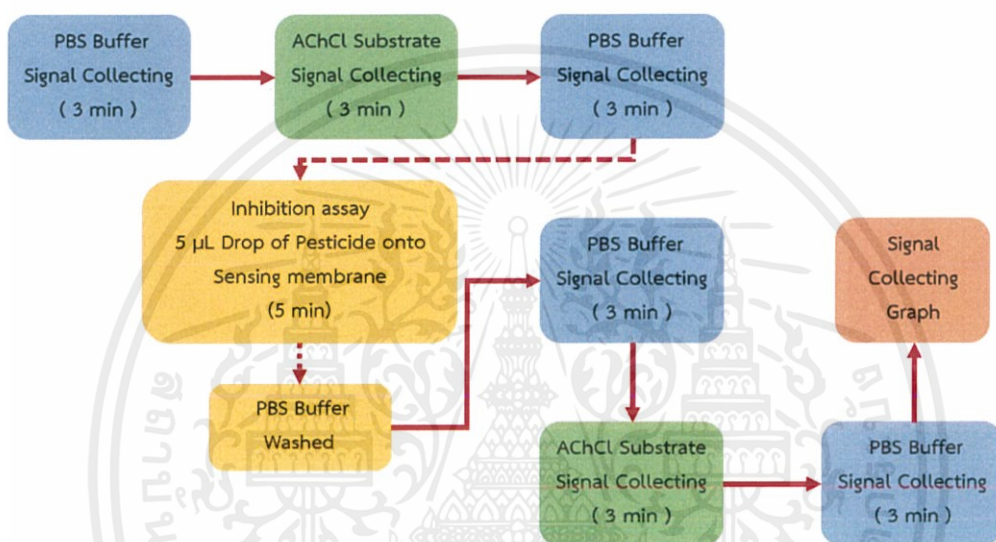 PBS Buffer
Signal Collecting
( 3 min )
AChCl Substrate
Signal Collecting
( 3 min )
PBS Buffer
Signal Collecting
( 3 min )
Inhibition assay
5 µL Drop of Pesticide onto
Sensing membrane
(5 min)
PBS Buffer
Washed
PBS Buffer
Signal Collecting
( 3 min )
AChCl Substrate
Signal Collecting
( 3 min )
PBS Buffer
Signal Collecting
( 3 min )
Signal
Collecting
Graph